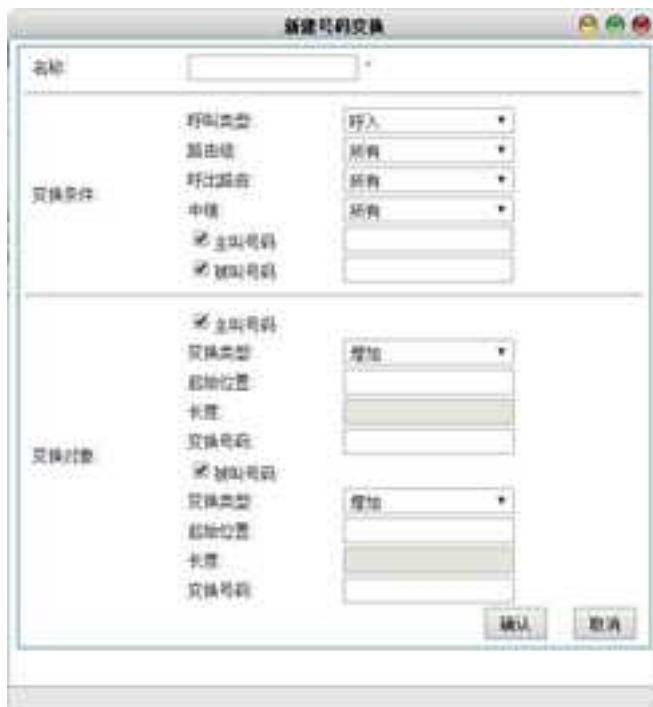 新建号码变换
名称 *
变换条件
呼叫类型 呼入
路由组 所有
呼出路由 所有
中继 所有
主叫号码
被叫号码
变换对象
主叫号码
变换类型 增加
起始位置
长度
变换号码
被叫号码
变换类型 增加
起始位置
长度
变换号码
确认 取消